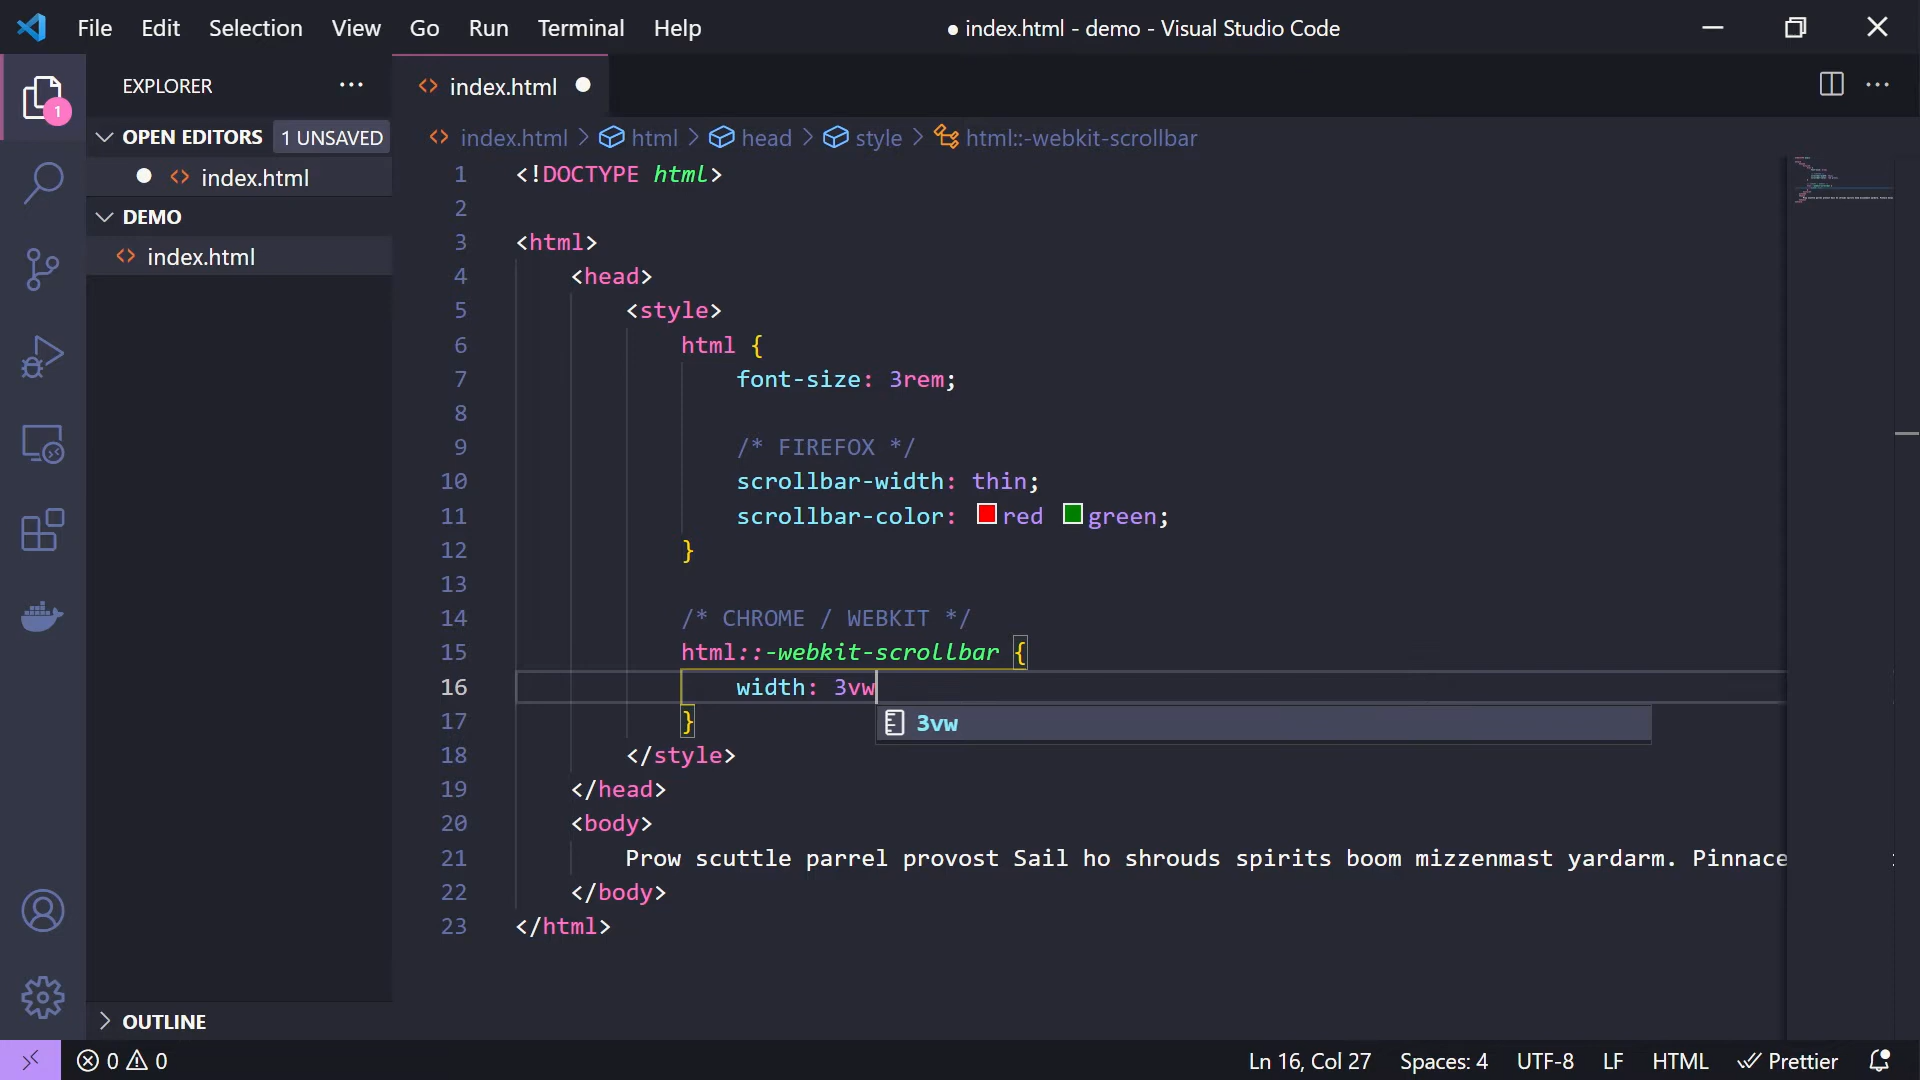 File Edit Selection View Go Run Terminal Help
● index.html - demo - Visual Studio Code
EXPLORER
1
OPEN EDITORS 1 UNSAVED
index.html
DEMO
index.html
OUTLINE
index.html
index.html > html > head > style > html::-webkit-scrollbar
1 <!DOCTYPE html>
2
3 <html>
4 <head>
5 <style>
6 html {
7 font-size: 3rem;
8
9 /* FIREFOX */
10 scrollbar-width: thin;
11 scrollbar-color: red green;
12 }
13
14 /* CHROME / WEBKIT */
15 html::-webkit-scrollbar {
16 width: 3vw
3vw
17 }
18 </style>
19 </head>
20 <body>
21 Prow scuttle parrel provost Sail ho shrouds spirits boom mizzenmast yardarm. Pinnace
22 </body>
23 </html>
0 0 Ln 16, Col 27 Spaces: 4 UTF-8 LF HTML Prettier